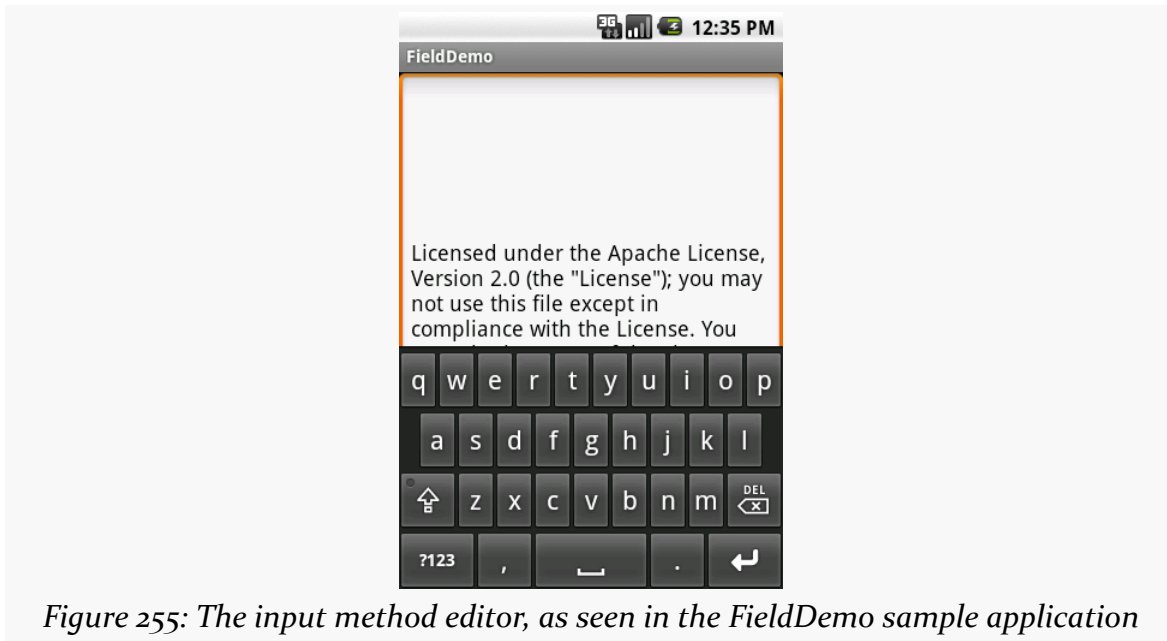 3G 12:35 PM
FieldDemo
Licensed under the Apache License,
Version 2.0 (the "License"); you may
not use this file except in
compliance with the License. You
q w e r t y u i o p
a s d f g h j k l
z x c v b n m DEL
?123 , .
Figure 255: The input method editor, as seen in the FieldDemo sample application